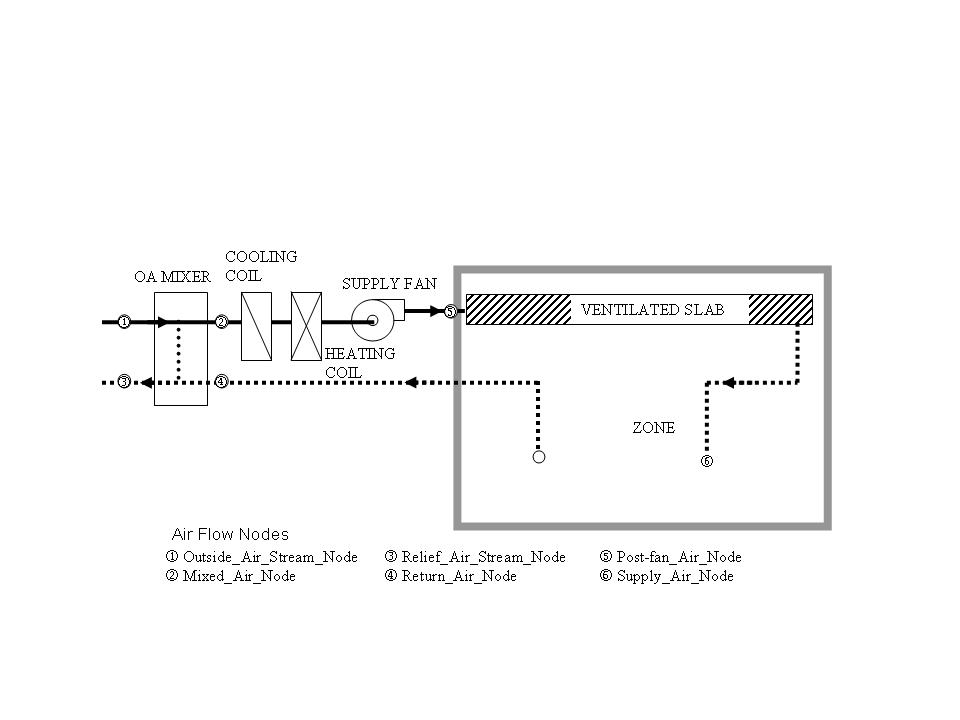 COOLING
COIL
OA MIXER
SUPPLY FAN
① ② ⑤ VENTILATED SLAB
HEATING
COIL
③ ④
ZONE
⑥
Air Flow Nodes
① Outside_Air_Stream_Node ③ Relief_Air_Stream_Node ⑤ Post-fan_Air_Node
② Mixed_Air_Node ④ Return_Air_Node ⑥ Supply_Air_Node